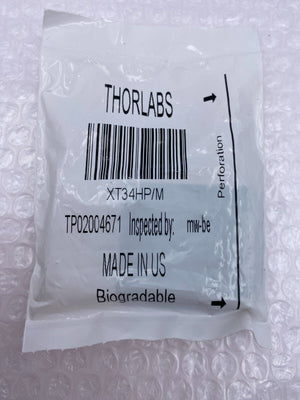 THORLABS
XT34HP/M
TP02004671 Inspected by: mw-be
MADE IN US
Biogradable
Perforation